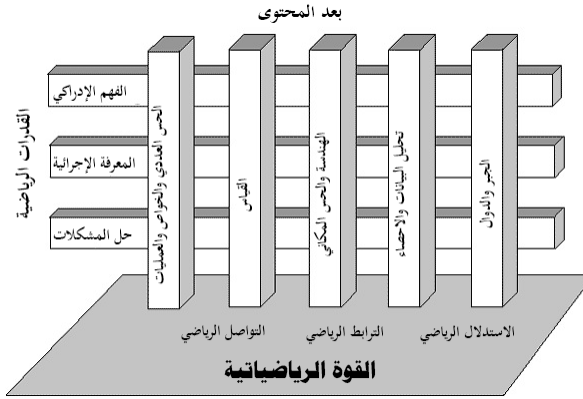 بعد المحتوى
القدرات الرياضية
الفهم الإدراكي
المعرفة الإجرائية
حل المشكلات
الحس العددي والخواص والعمليات
القياس
الهندسة والحس المكاني
تحليل البيانات والاحصاء
الجبر والدوال
التواصل الرياضي
الترابط الرياضي
الاستدلال الرياضي
القوة الرياضياتية